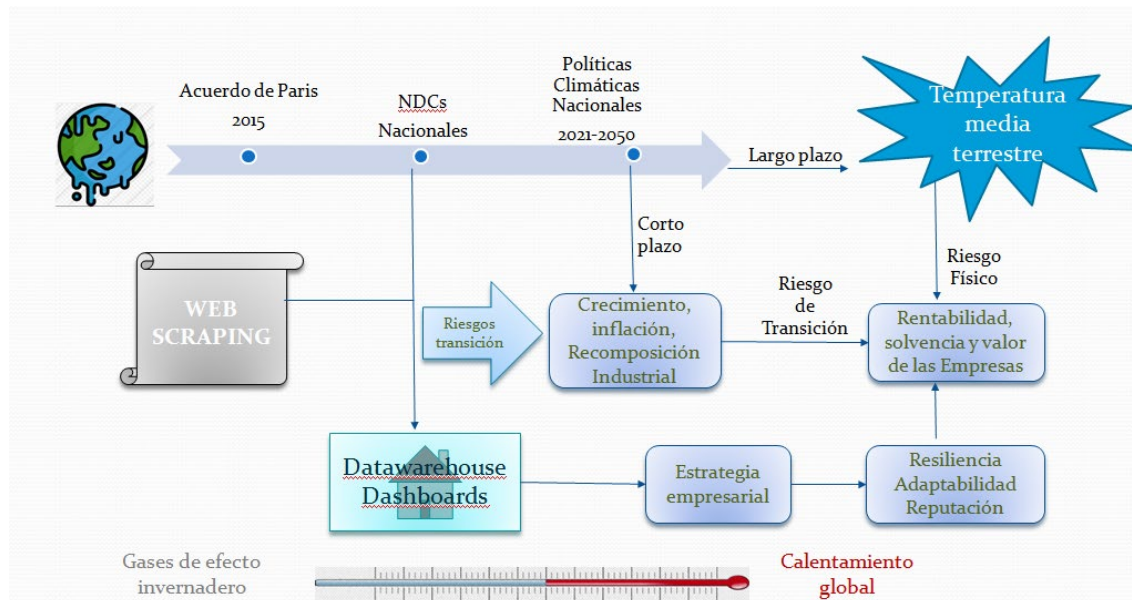 Acuerdo de Paris
2015
NDCs
Nacionales
Políticas
Climáticas
Nacionales
2021-2050
Largo plazo
Temperatura
media
terrestre
Corto
plazo
Riesgo
Físico
WEB
SCRAPING
Riesgos
transición
Crecimiento,
inflación,
Recomposición
Industrial
Riesgo
de
Transición
Rentabilidad,
solvencia y valor
de las Empresas
Datawarehouse
Dashboards
Estrategia
empresarial
Resiliencia
Adaptabilidad
Reputación
Gases de efecto
invernadero
Calentamiento
global